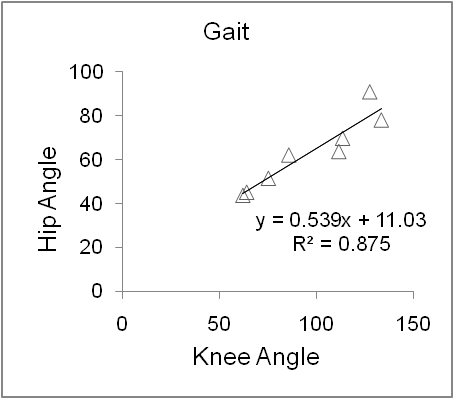 Gait
100
80
60
40
20
0
Hip Angle
y = 0.539x + 11.03
R² = 0.875
0 50 100 150
Knee Angle